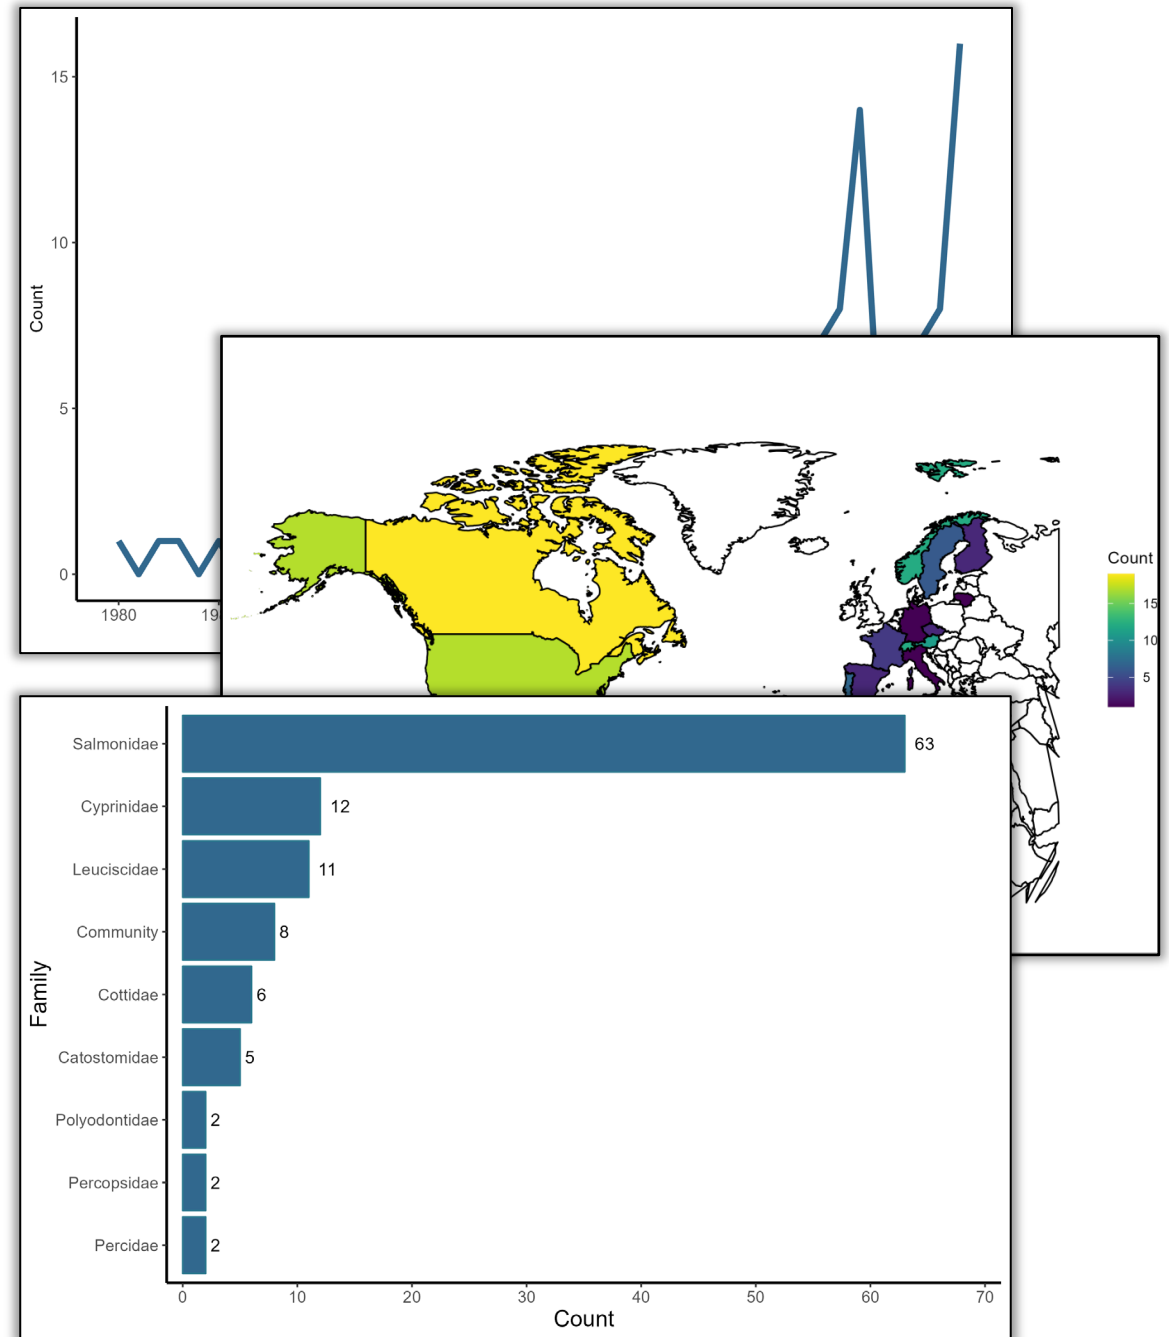 15
10
Count
5
0
1980
Count
15
10
5
Salmonidae 63
Cyprinidae 12
Leuciscidae 11
Community 8
Family
Cottidae 6
Catostomidae 5
Polyodontidae 2
Percopsidae 2
Percidae 2
0 10 20 30 40 50 60 70
Count